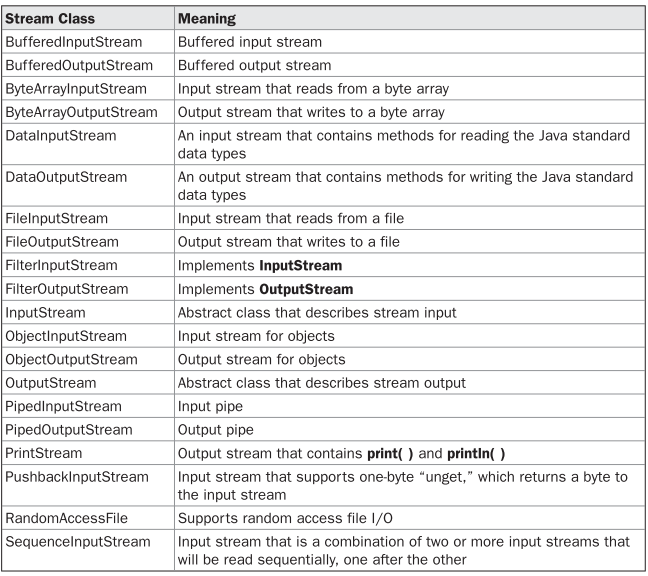 Stream Class Meaning
BufferedInputStream Buffered input stream
BufferedOutputStream Buffered output stream
ByteArrayInputStream Input stream that reads from a byte array
ByteArrayOutputStream Output stream that writes to a byte array
DataInputStream An input stream that contains methods for reading the Java standard
data types
DataOutputStream An output stream that contains methods for writing the Java standard
data types
FileInputStream Input stream that reads from a file
FileOutputStream Output stream that writes to a file
FilterInputStream Implements InputStream
FilterOutputStream Implements OutputStream
InputStream Abstract class that describes stream input
ObjectInputStream Input stream for objects
ObjectOutputStream Output stream for objects
OutputStream Abstract class that describes stream output
PipedInputStream Input pipe
PipedOutputStream Output pipe
PrintStream Output stream that contains print( ) and println( )
PushbackInputStream Input stream that supports one-byte “unget,” which returns a byte to
the input stream
RandomAccessFile Supports random access file I/O
SequenceInputStream Input stream that is a combination of two or more input streams that
will be read sequentially, one after the other